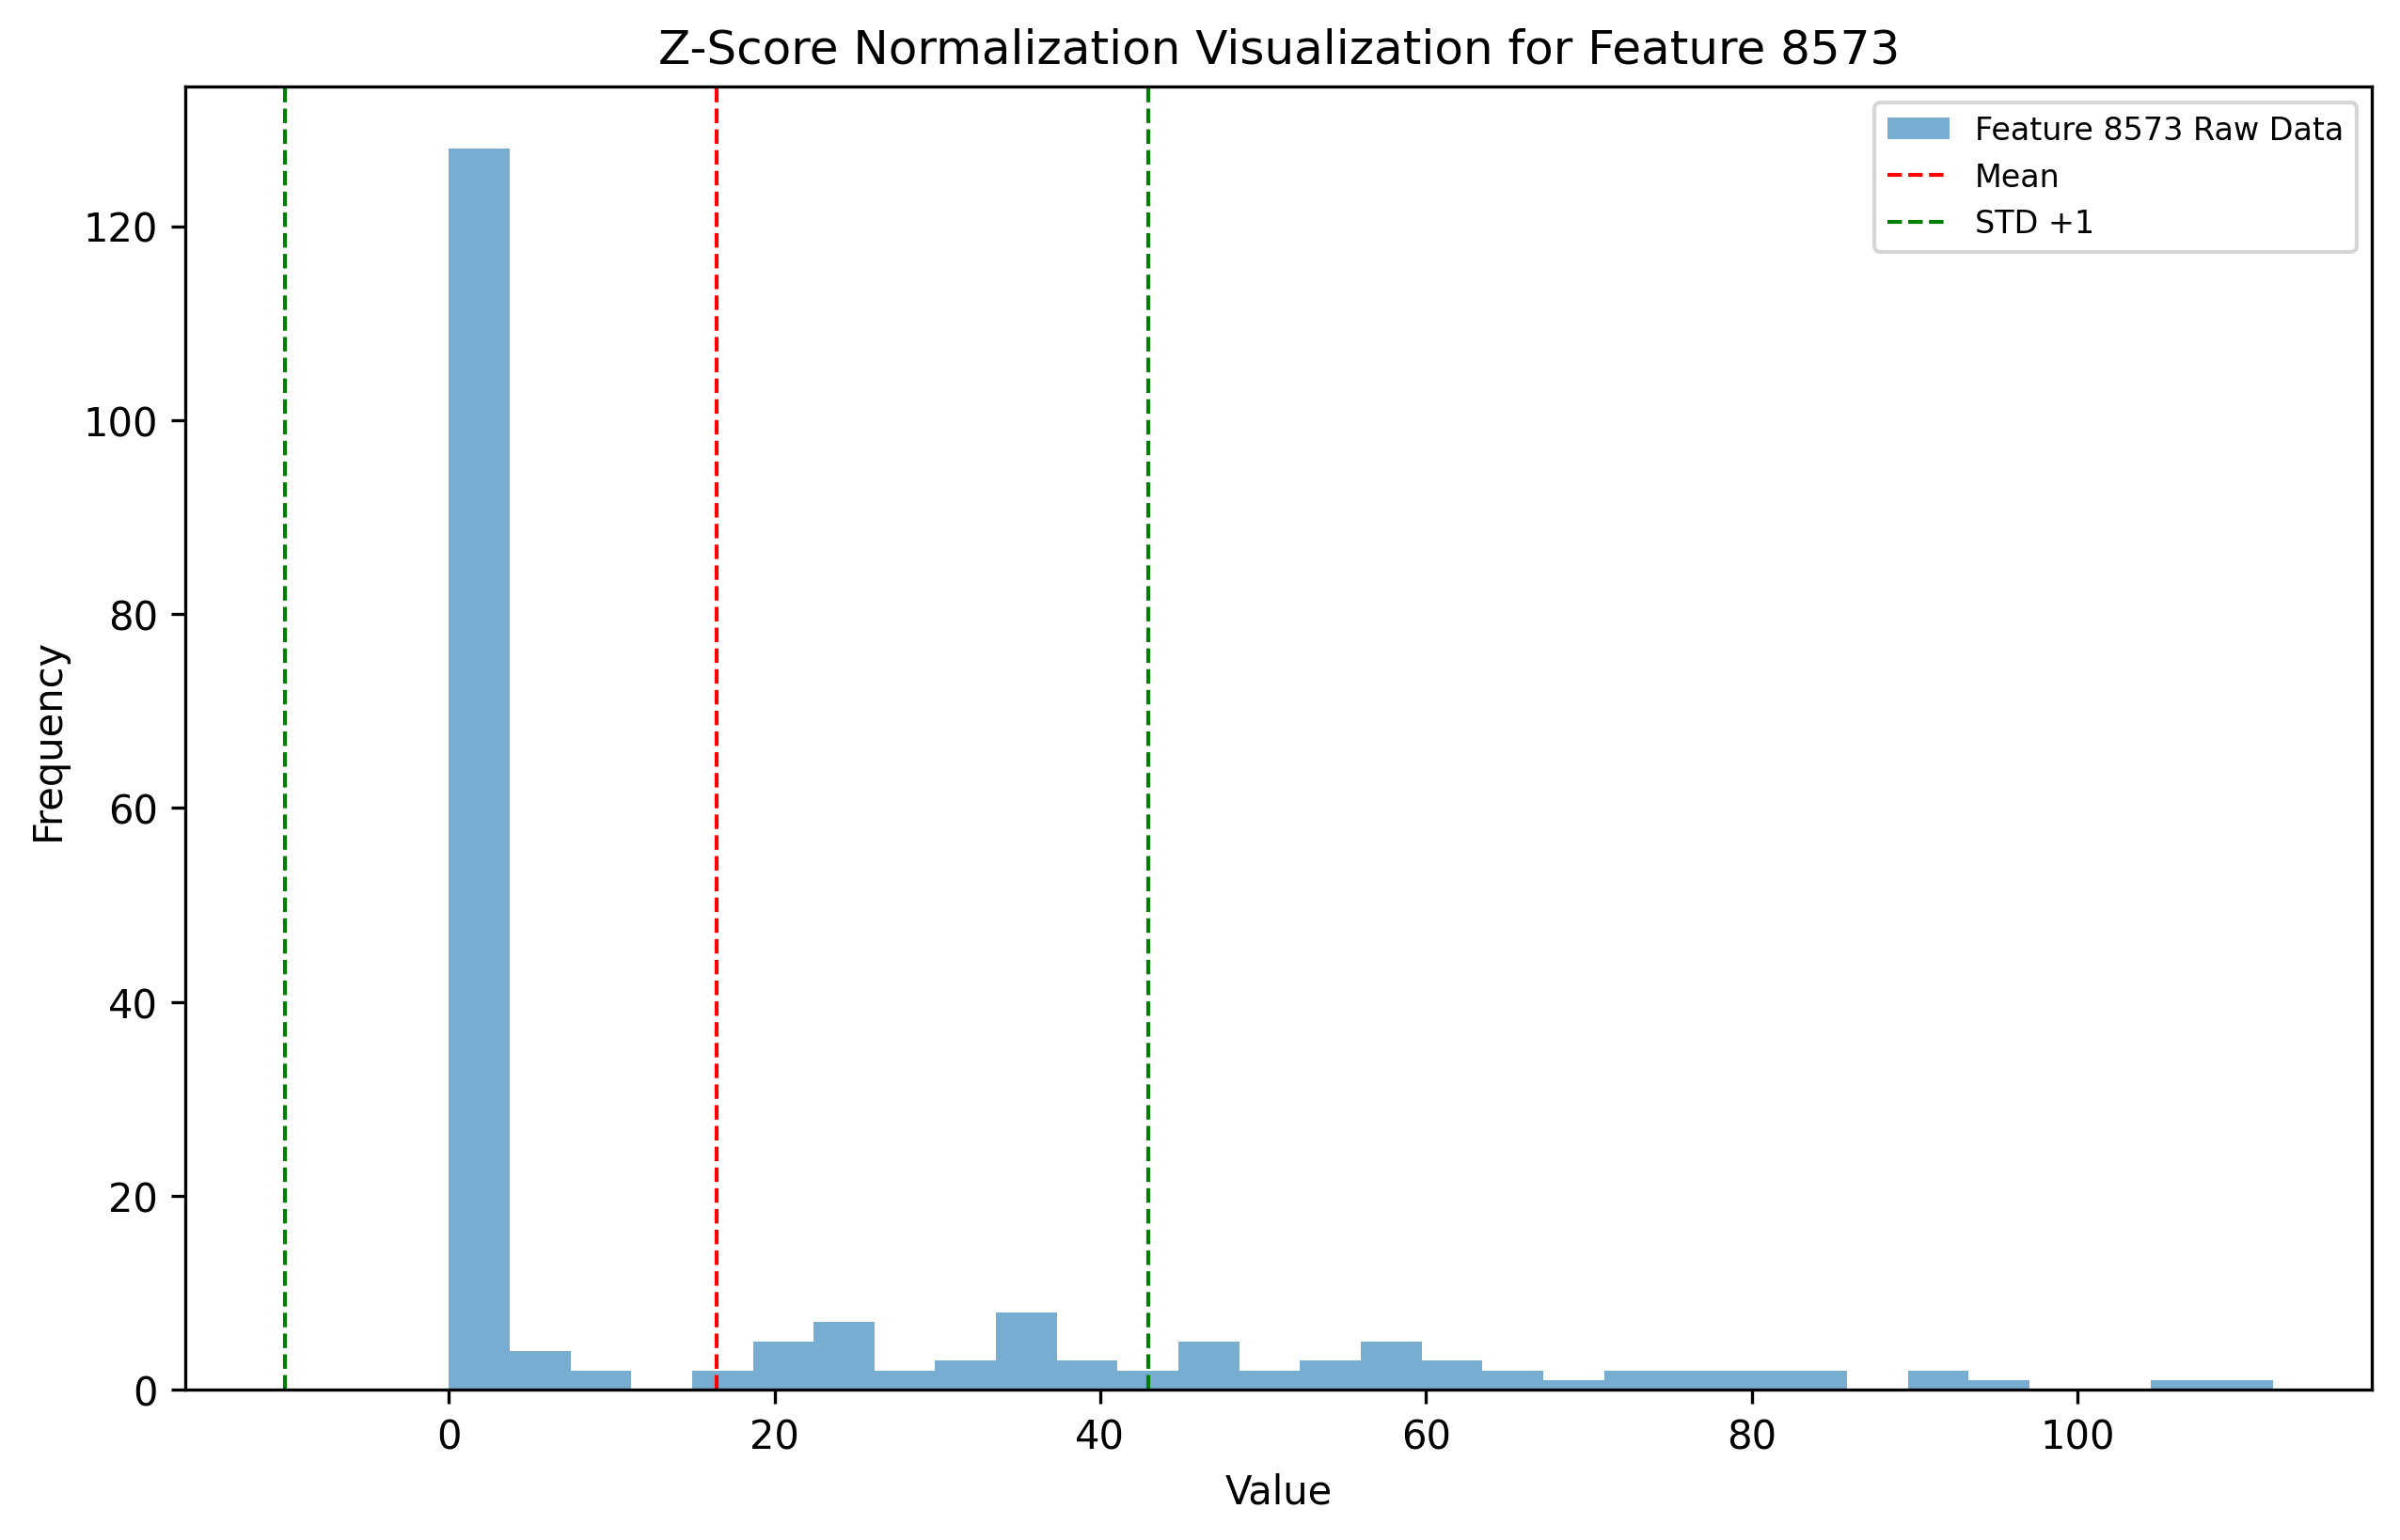 Z-Score Normalization Visualization for Feature 8573
Feature 8573 Raw Data
Mean
STD +1
Frequency
120
100
80
60
40
20
0
0 20 40 60 80 100
Value